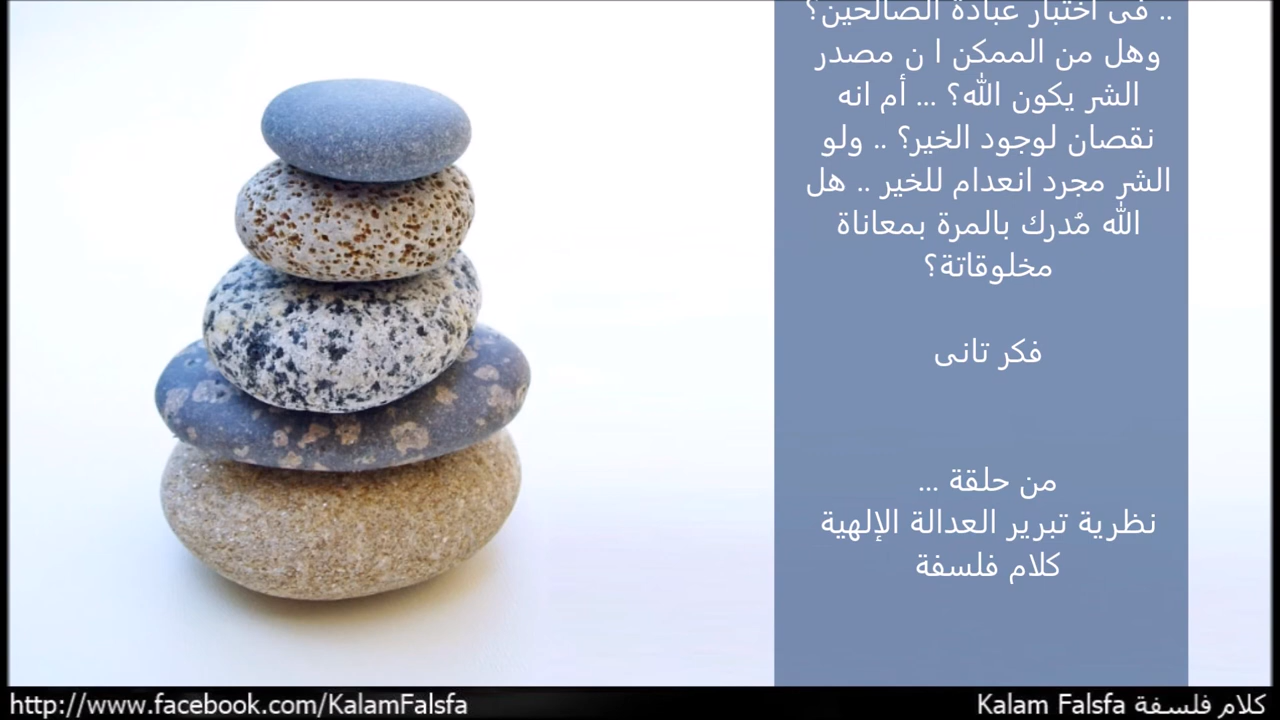 .. فى اختبار عبادة الصالحين؟
وهل من الممكن ا ن مصدر
الشر يكون الله؟ ... أم انه
نقصان لوجود الخير؟ .. ولو
الشر مجرد انعدام للخير .. هل
الله مُدرك بالمرة بمعاناة
مخلوقاتة؟
فكر تانى
من حلقة ...
نظرية تبرير العدالة الإلهية
كلام فلسفة
http://www.facebook.com/KalamFalsfa
Kalam Falsfa كلام فلسفة